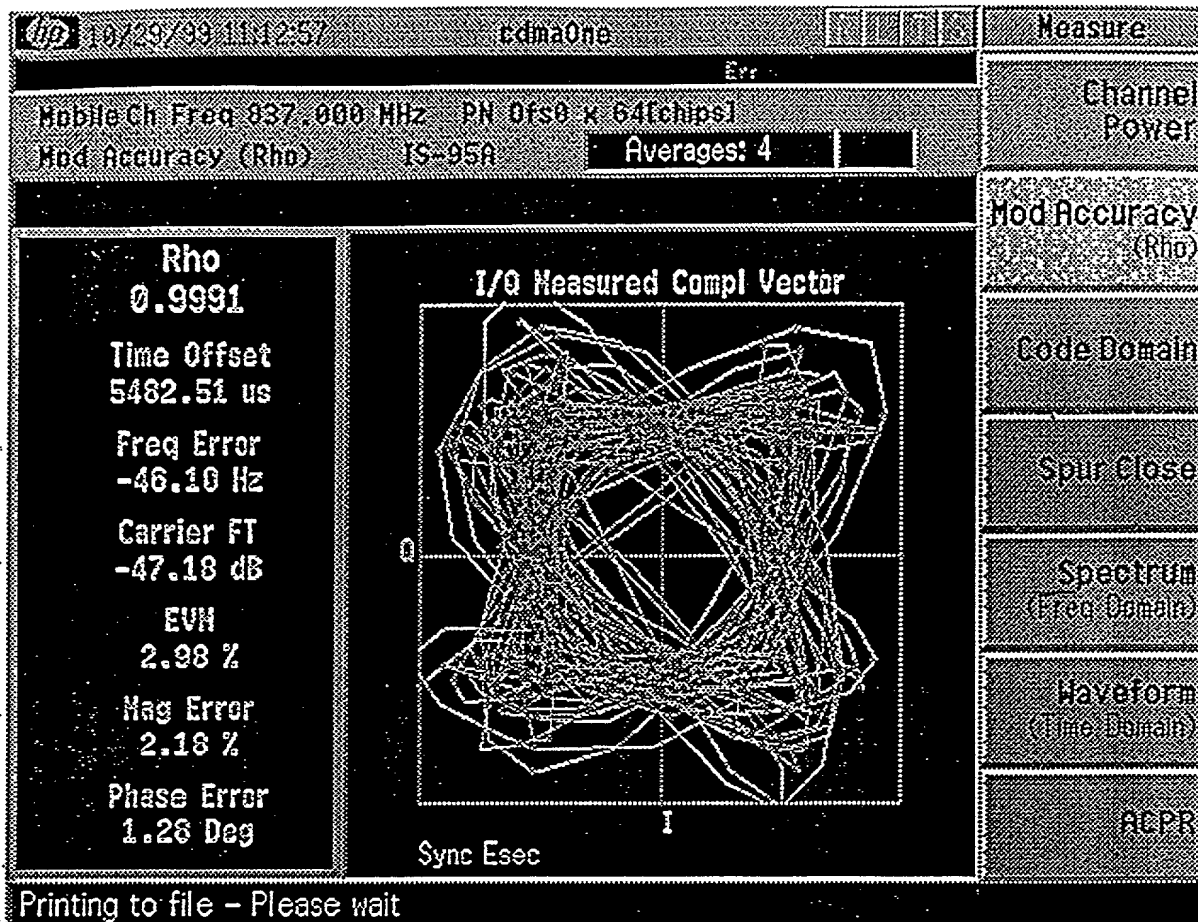 hp 10/29/99 11:12:57 cdmaOne
Err
Mobile Ch Freq 837.000 MHz PN Ofs0 x 64[chips]
Mod Accuracy (Rho) IS-95A Averages: 4
Rho
0.9991
Time Offset
5482.51 us
Freq Error
-46.10 Hz
Carrier FT
-47.18 dB
EVM
2.98 %
Mag Error
2.18 %
Phase Error
1.28 Deg
I/Q Measured Compl Vector
Q
I
Sync Esec
Measure
Channel
Power
Mod Accuracy
(Rho)
Code Domain
Spur Close
Spectrum
(Freq Domain)
Waveform
(Time Domain)
ACPR
Printing to file - Please wait